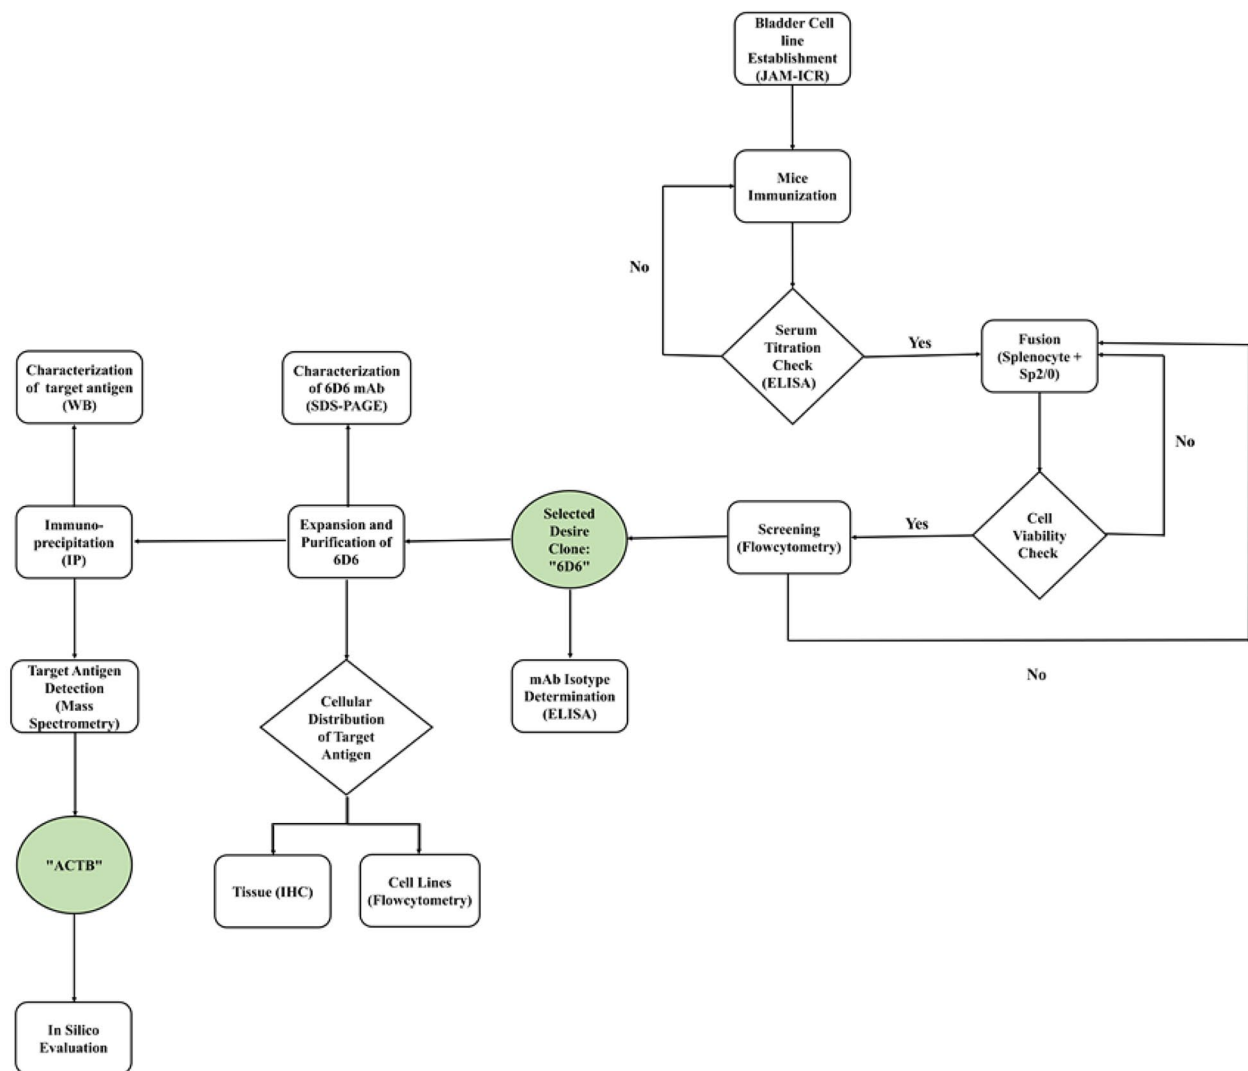 Bladder Cell
line
Establishment
(JAM-ICR)
Mice
Immunization
No
Serum
Titration
Check
(ELISA)
Yes
Fusion
(Splenocyte +
Sp2/0)
No
Cell
Viability
Check
Yes
Screening
(Flowcytometry)
No
Selected
Desire
Clone:
"6D6"
mAb Isotype
Determination
(ELISA)
Expansion and
Purification of
6D6
Characterization
of 6D6 mAb
(SDS-PAGE)
Cellular
Distribution
of Target
Antigen
Tissue (IHC)
Cell Lines
(Flowcytometry)
Immuno-
precipitation
(IP)
Characterization
of target antigen
(WB)
Target Antigen
Detection
(Mass
Spectrometry)
"ACTB"
In Silico
Evaluation